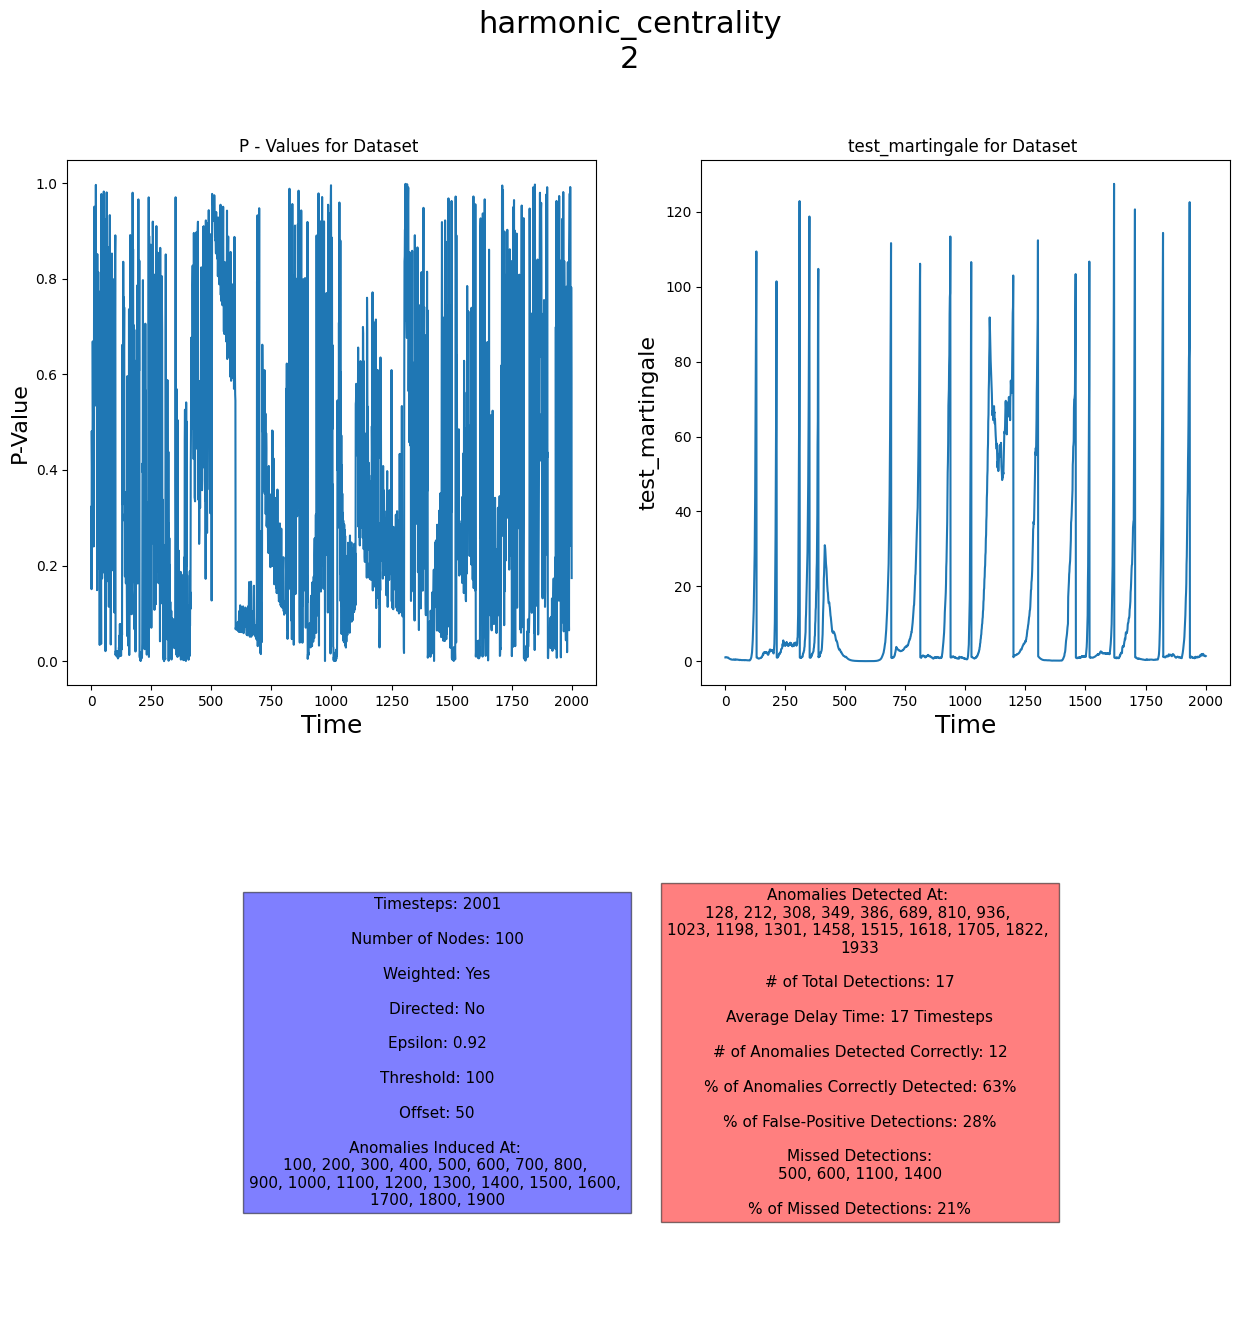 harmonic_centrality
2
P - Values for Dataset
1.0
0.8
0.6
0.4
0.2
0.0
P-Value
0 250 500 750 1000 1250 1500 1750 2000
Time
test_martingale for Dataset
120
100
80
60
40
20
0
test_martingale
0 250 500 750 1000 1250 1500 1750 2000
Time
Timesteps: 2001
Number of Nodes: 100
Weighted: Yes
Directed: No
Epsilon: 0.92
Threshold: 100
Offset: 50
Anomalies Induced At:
100, 200, 300, 400, 500, 600, 700, 800,
900, 1000, 1100, 1200, 1300, 1400, 1500, 1600,
1700, 1800, 1900
Anomalies Detected At:
128, 212, 308, 349, 386, 689, 810, 936,
1023, 1198, 1301, 1458, 1515, 1618, 1705, 1822,
1933
# of Total Detections: 17
Average Delay Time: 17 Timesteps
# of Anomalies Detected Correctly: 12
% of Anomalies Correctly Detected: 63%
% of False-Positive Detections: 28%
Missed Detections:
500, 600, 1100, 1400
% of Missed Detections: 21%